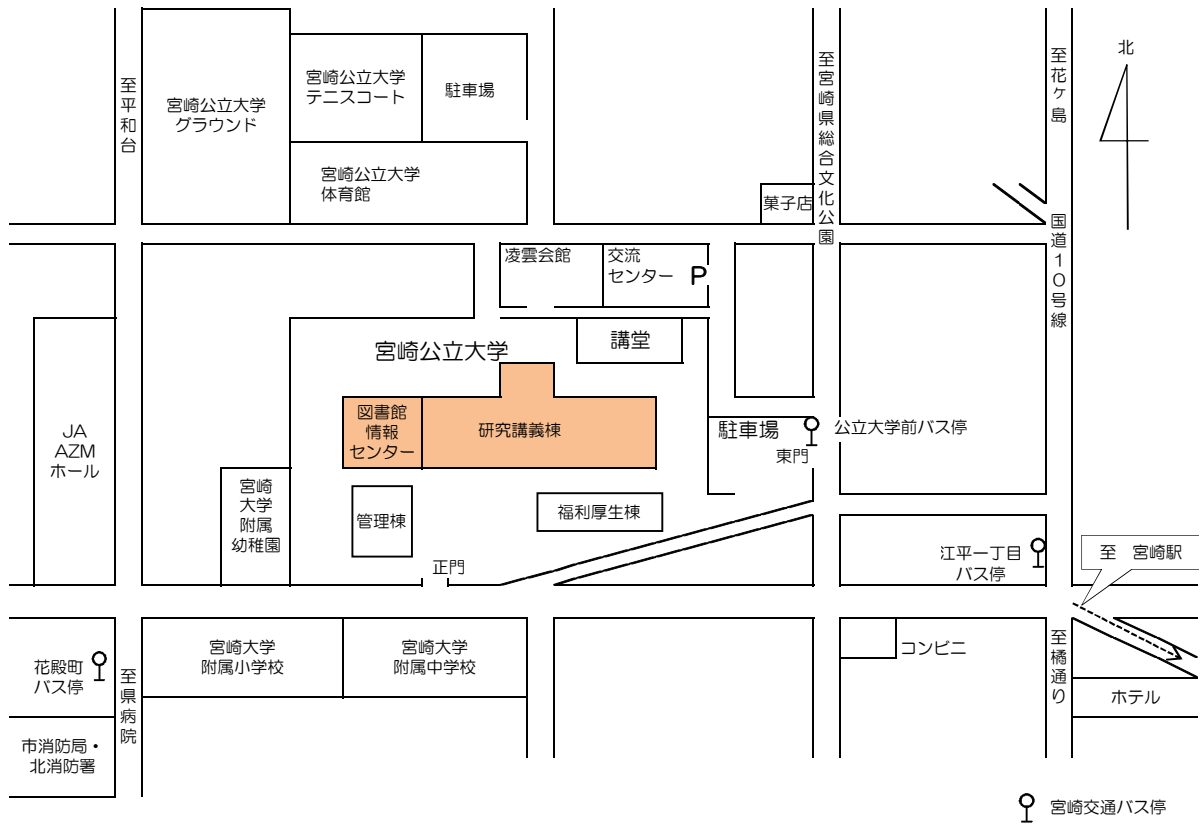 至平和台
宮崎公立大学
グラウンド
宮崎公立大学
テニスコート
駐車場
宮崎公立大学
体育館
至宮崎県総合文化公園
菓子店
至花ヶ島
北
国道10号線
凌雲会館
交流
センター
P
講堂
宮崎公立大学
JA
AZM
ホール
図書館
情報
センター
研究講義棟
駐車場
東門
公立大学前バス停
宮崎
大学
附属
幼稚園
管理棟
福利厚生棟
正門
江平一丁目
バス停
至 宮崎駅
花殿町
バス停
至県病院
宮崎大学
附属小学校
宮崎大学
附属中学校
コンビニ
至橘通り
ホテル
市消防局・
北消防署
宮崎交通バス停